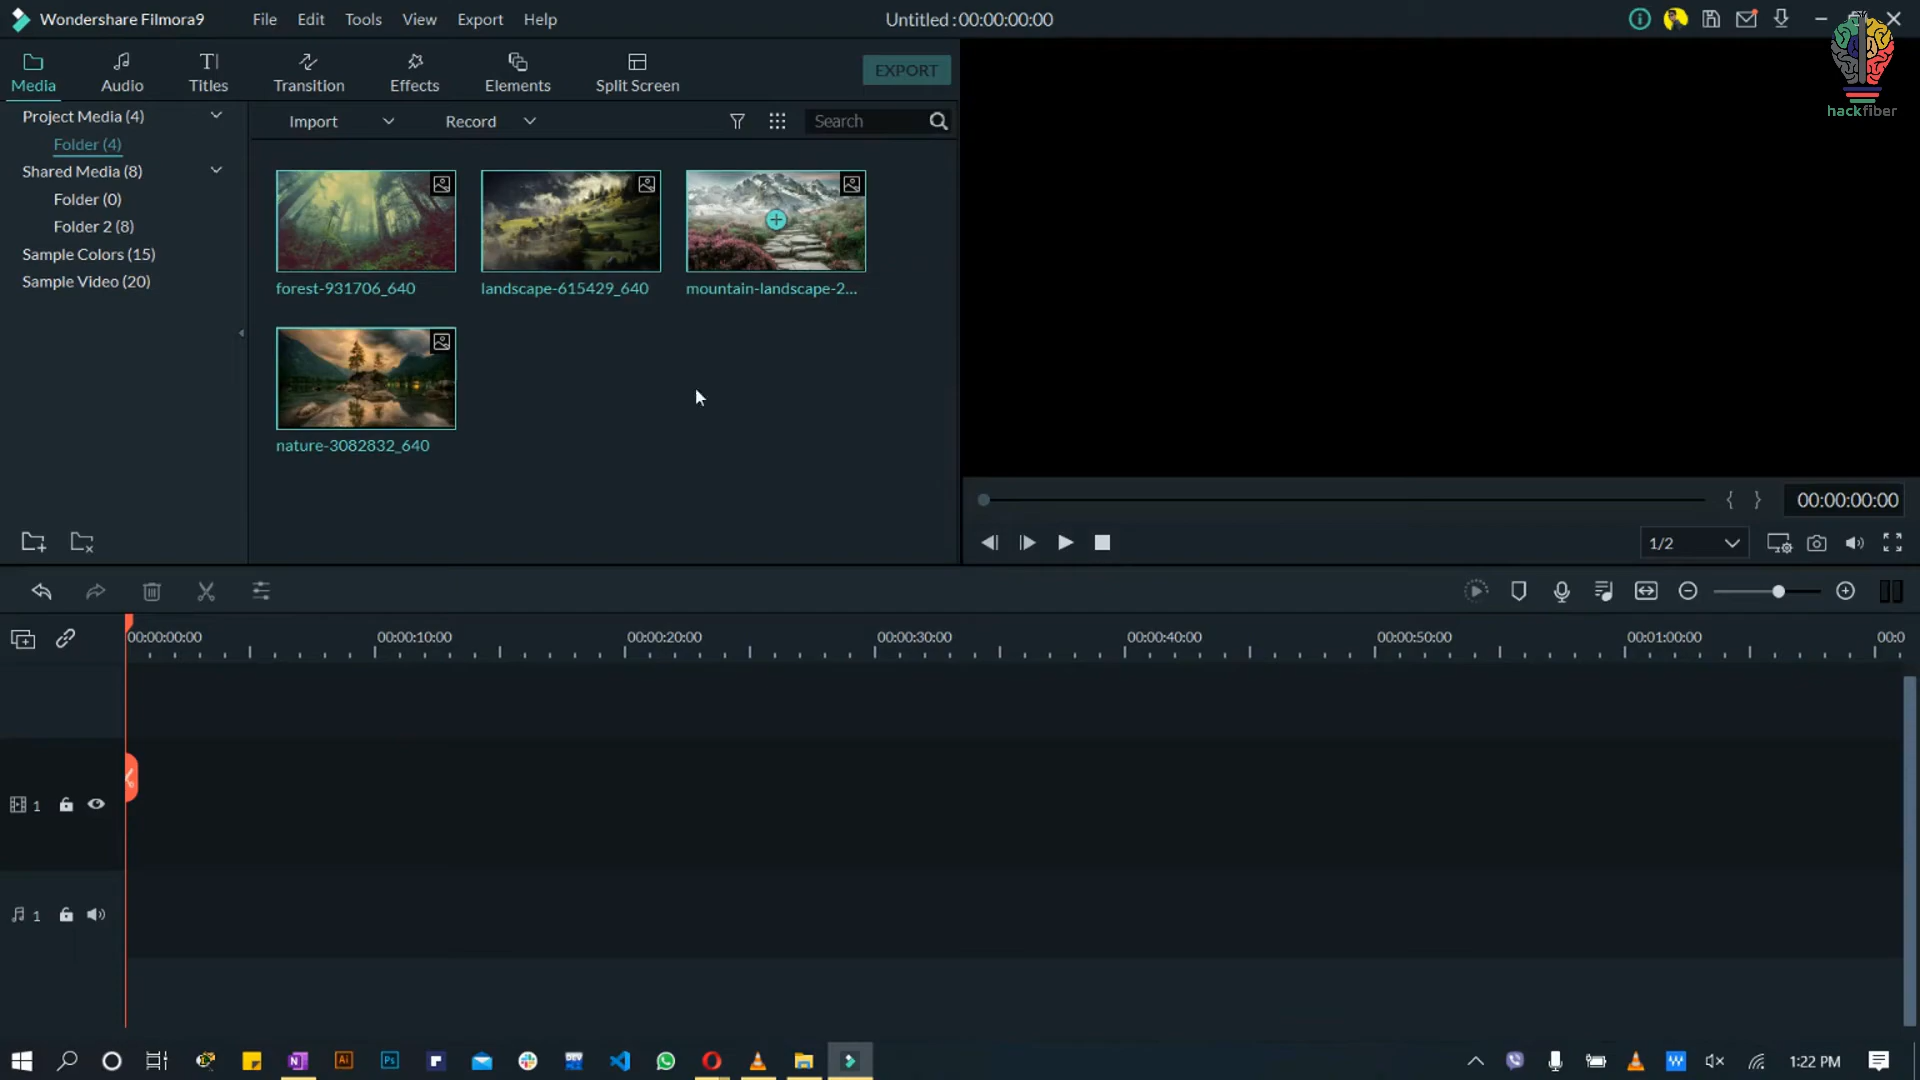 Wondershare Filmora9
File Edit Tools View Export Help
Untitled : 00:00:00:00
hackfiber
Media Audio Titles Transition Effects Elements Split Screen
EXPORT
Project Media (4)
Folder (4)
Shared Media (8)
Folder (0)
Folder 2 (8)
Sample Colors (15)
Sample Video (20)
Import Record Search
forest-931706_640 landscape-615429_640 mountain-landscape-2...
nature-3082832_640
00:00:00:00
1/2
00:00:00:00 00:00:10:00 00:00:20:00 00:00:30:00 00:00:40:00 00:00:50:00 00:01:00:00 00:0
1
1
Ai Ps DEV W 1:22 PM